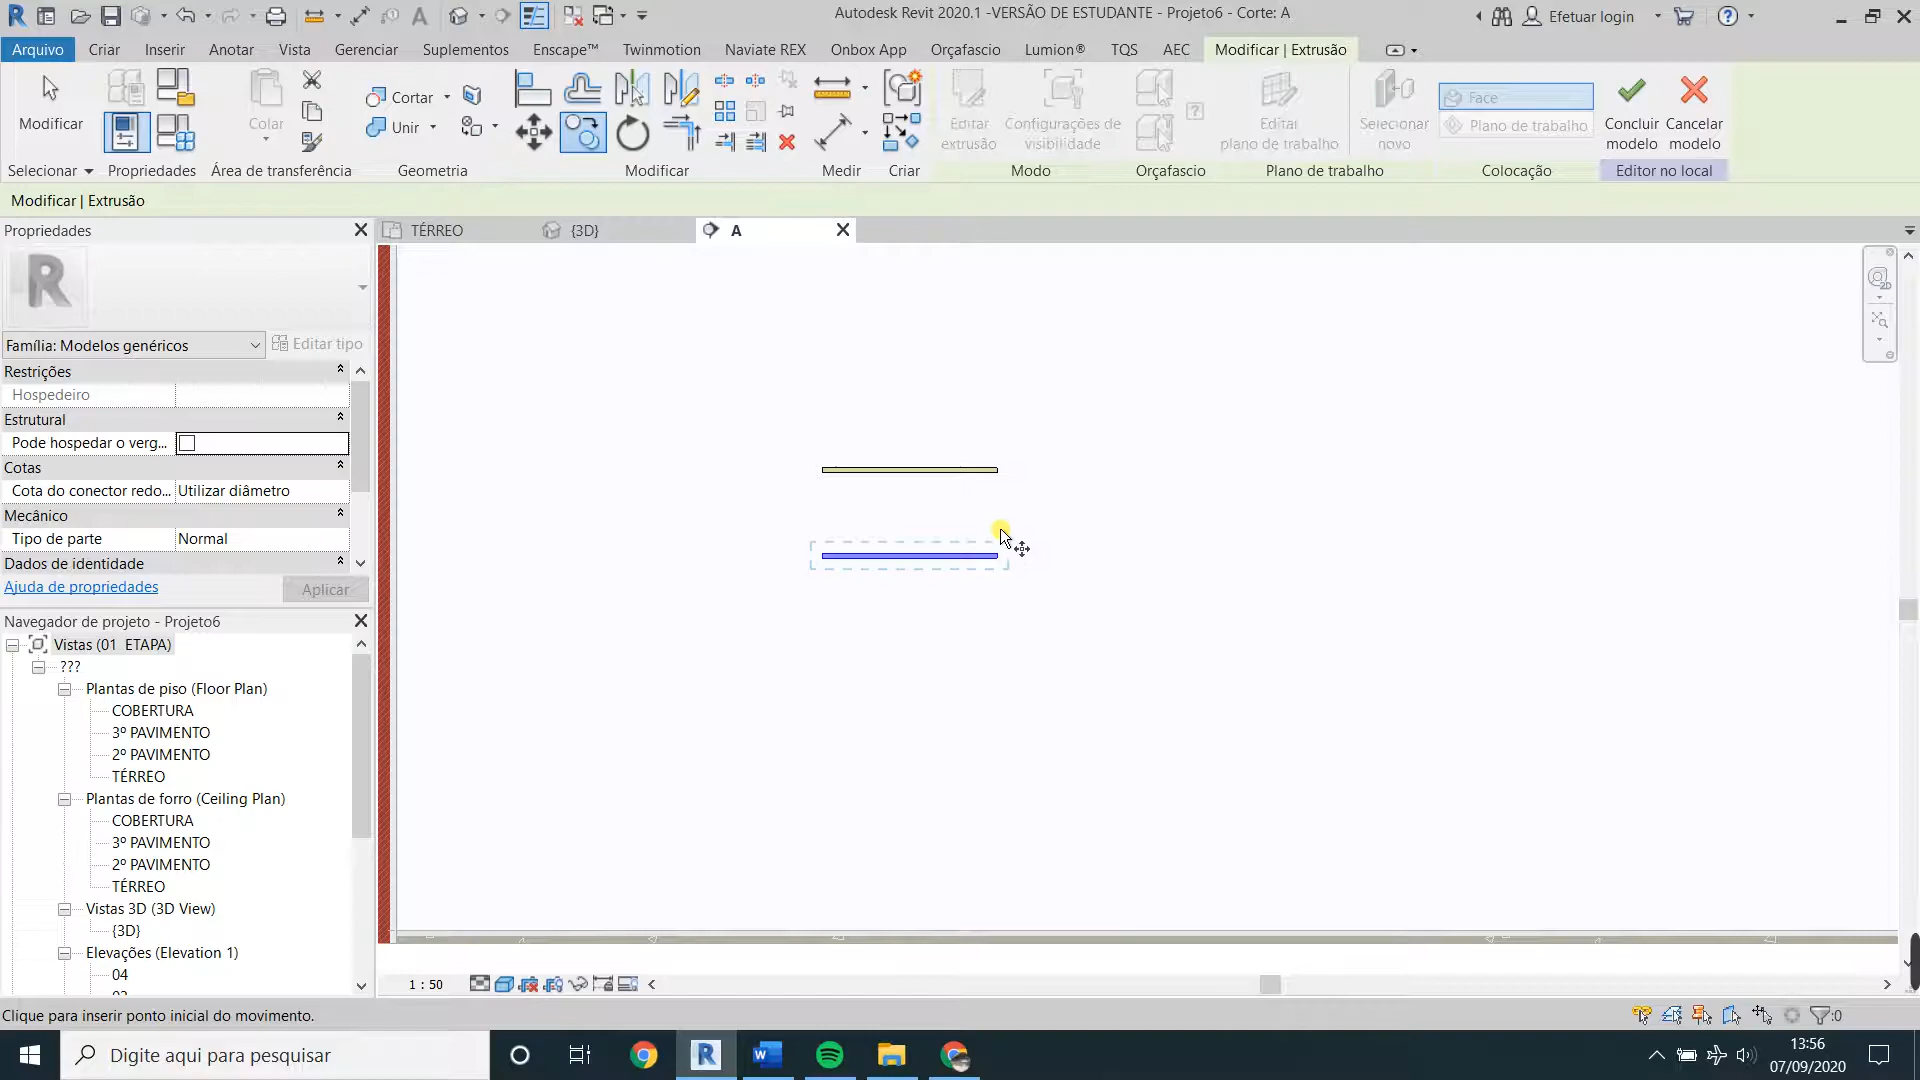 Autodesk Revit 2020.1 -VERSÃO DE ESTUDANTE - Projeto6 - Corte: A
Efetuar login
Arquivo Criar Inserir Anotar Vista Gerenciar Suplementos Enscape™ Twinmotion Naviate REX Onbox App Orçafascio Lumion® TQS AEC Modificar | Extrusão
Modificar
Colar
Cortar
Unir
Editar extrusão
Configurações de visibilidade
Editar plano de trabalho
Selecionar novo
Face
Plano de trabalho
Concluir modelo
Cancelar modelo
Selecionar Propriedades Área de transferência Geometria Modificar Medir Criar Modo Orçafascio Plano de trabalho Colocação Editor no local
Modificar | Extrusão
Propriedades
TÉRREO
{3D}
A
2D
R
Família: Modelos genéricos
Editar tipo
Restrições
Hospedeiro
Estrutural
Pode hospedar o verg...
Cotas
Cota do conector redo... Utilizar diâmetro
Mecânico
Tipo de parte Normal
Dados de identidade
Ajuda de propriedades
Aplicar
Navegador de projeto - Projeto6
Vistas (01 ETAPA)
???
Plantas de piso (Floor Plan)
COBERTURA
3º PAVIMENTO
2º PAVIMENTO
TÉRREO
Plantas de forro (Ceiling Plan)
COBERTURA
3º PAVIMENTO
2º PAVIMENTO
TÉRREO
Vistas 3D (3D View)
{3D}
Elevações (Elevation 1)
04
1 : 50
Clique para inserir ponto inicial do movimento.
:0
Digite aqui para pesquisar
13:56
07/09/2020